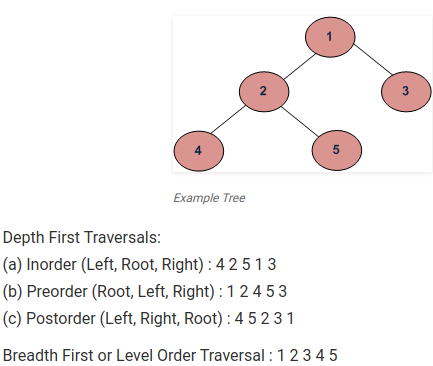 1
2
3
4
5
Example Tree
Depth First Traversals:
(a) Inorder (Left, Root, Right) : 4 2 5 1 3
(b) Preorder (Root, Left, Right) : 1 2 4 5 3
(c) Postorder (Left, Right, Root) : 4 5 2 3 1
Breadth First or Level Order Traversal : 1 2 3 4 5